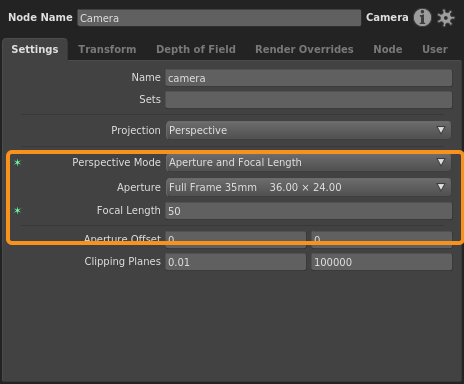 Node Name Camera Camera
Settings Transform Depth of Field Render Overrides Node User
Name camera
Sets
Projection Perspective
Perspective Mode Aperture and Focal Length
Aperture Full Frame 35mm 36.00 × 24.00
Focal Length 50
Aperture Offset 0 0
Clipping Planes 0.01 100000